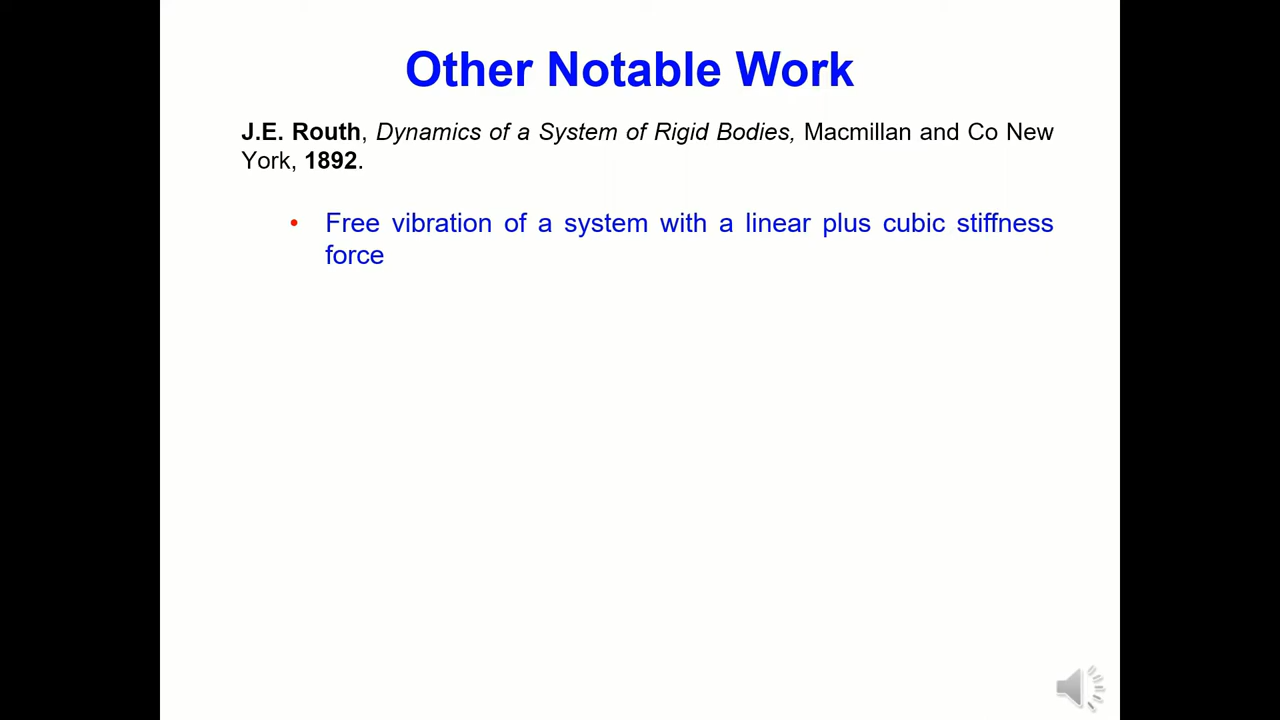 Other Notable Work
J.E. Routh, Dynamics of a System of Rigid Bodies, Macmillan and Co New
York, 1892.
• Free vibration of a system with a linear plus cubic stiffness
force